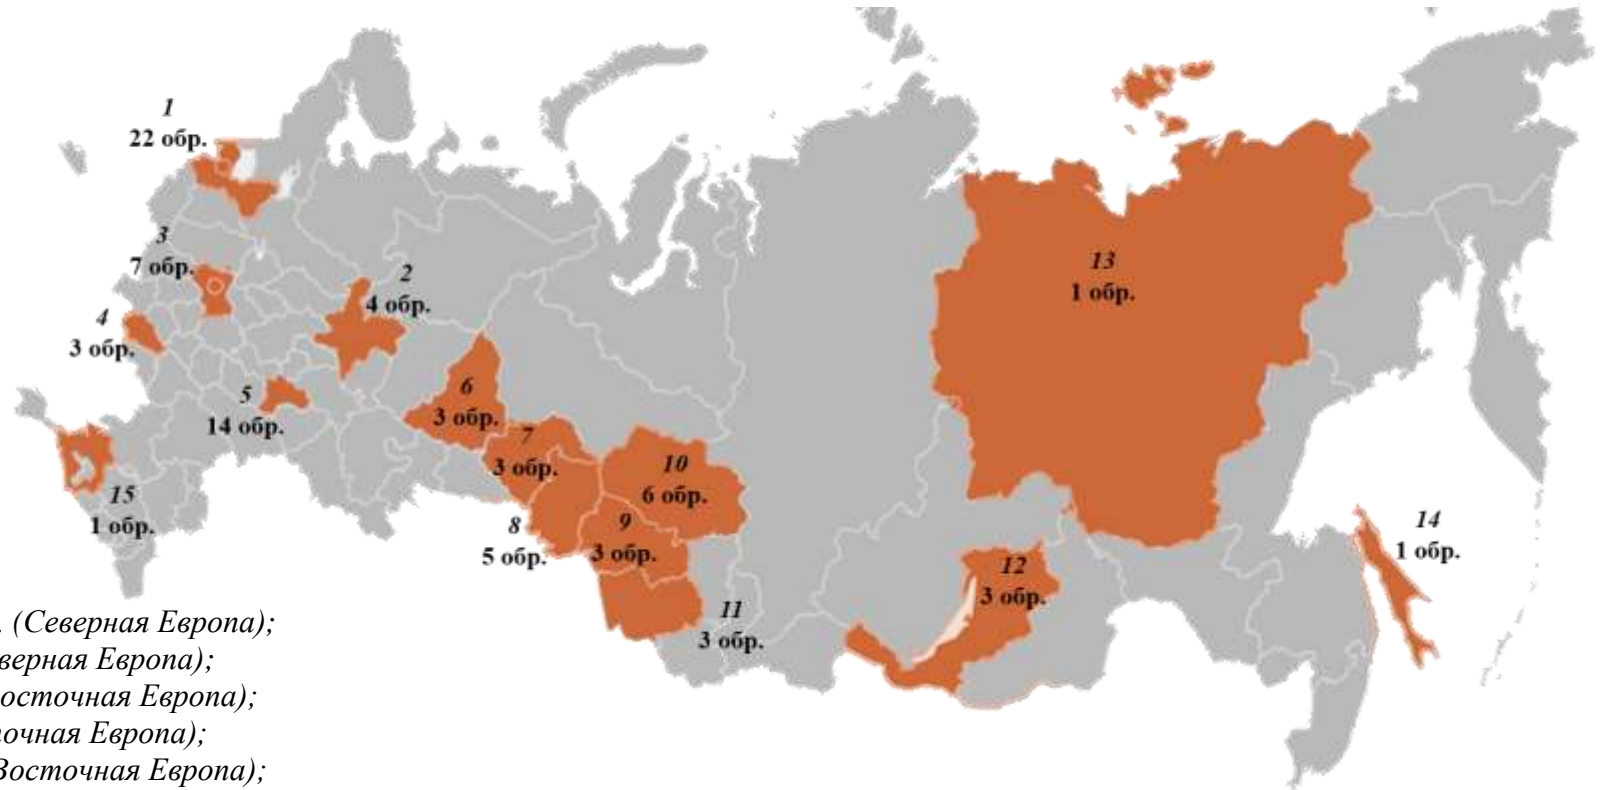 1
22 обр.
3
7 обр.
2
4 обр.
4
3 обр.
5
14 обр.
6
3 обр.
7
3 обр.
8
5 обр.
9
3 обр.
10
6 обр.
11
3 обр.
12
3 обр.
13
1 обр.
14
1 обр.
15
1 обр.
(Северная Европа);
верная Европа);
осточная Европа);
очная Европа);
Восточная Европа);